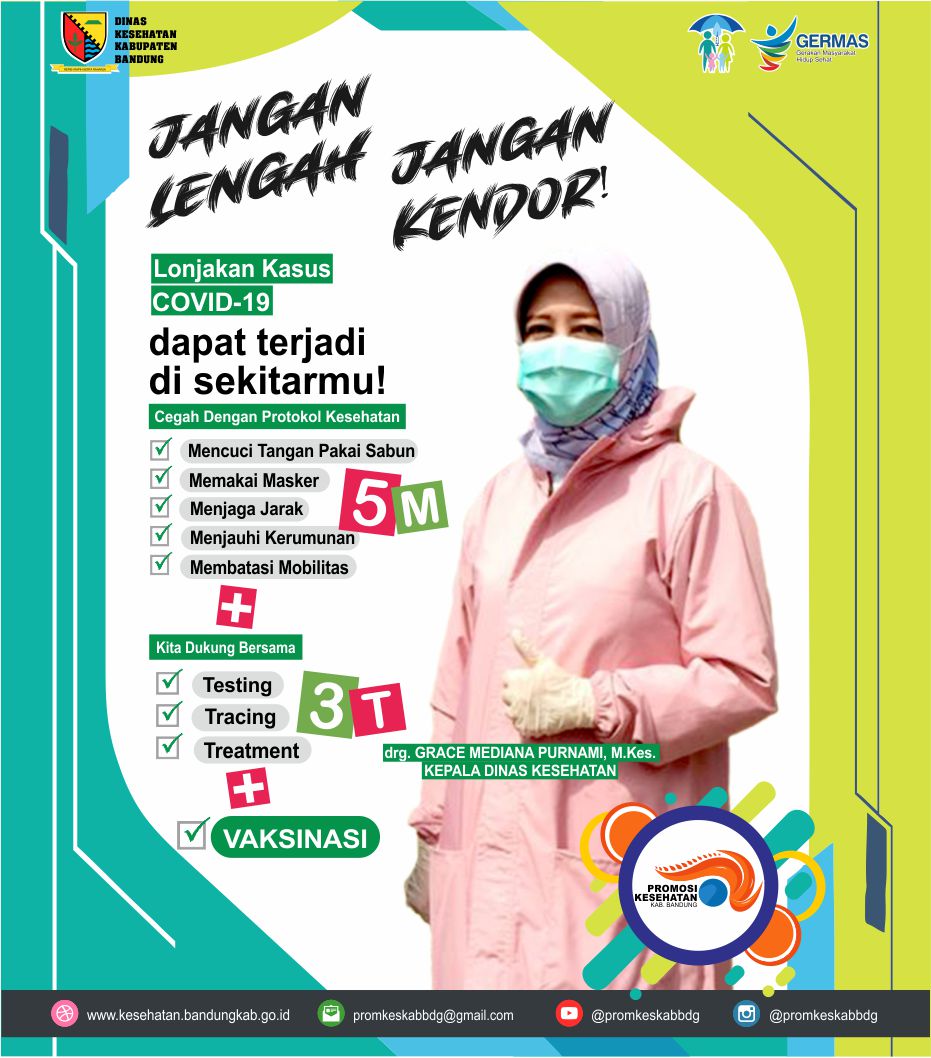 DINAS
KESEHATAN
KABUPATEN
BANDUNG
GERMAS
Gerakan Masyarakat
Hidup Sehat
JANGAN
LENGAH
JANGAN
KENDOR!
Lonjakan Kasus
COVID-19
dapat terjadi
di sekitarmu!
Cegah Dengan Protokol Kesehatan
Mencuci Tangan Pakai Sabun
Memakai Masker
Menjaga Jarak
Menjauhi Kerumunan
Membatasi Mobilitas
5 M
Kita Dukung Bersama
Testing
Tracing
Treatment
3 T
drg. GRACE MEDIANA PURNAMI, M.Kes.
KEPALA DINAS KESEHATAN
VAKSINASI
PROMOSI
KESEHATAN
KAB. BANDUNG
www.kesehatan.bandungkab.go.id
promkeskabbdg@gmail.com
@promkeskabbdg
@promkeskabbdg